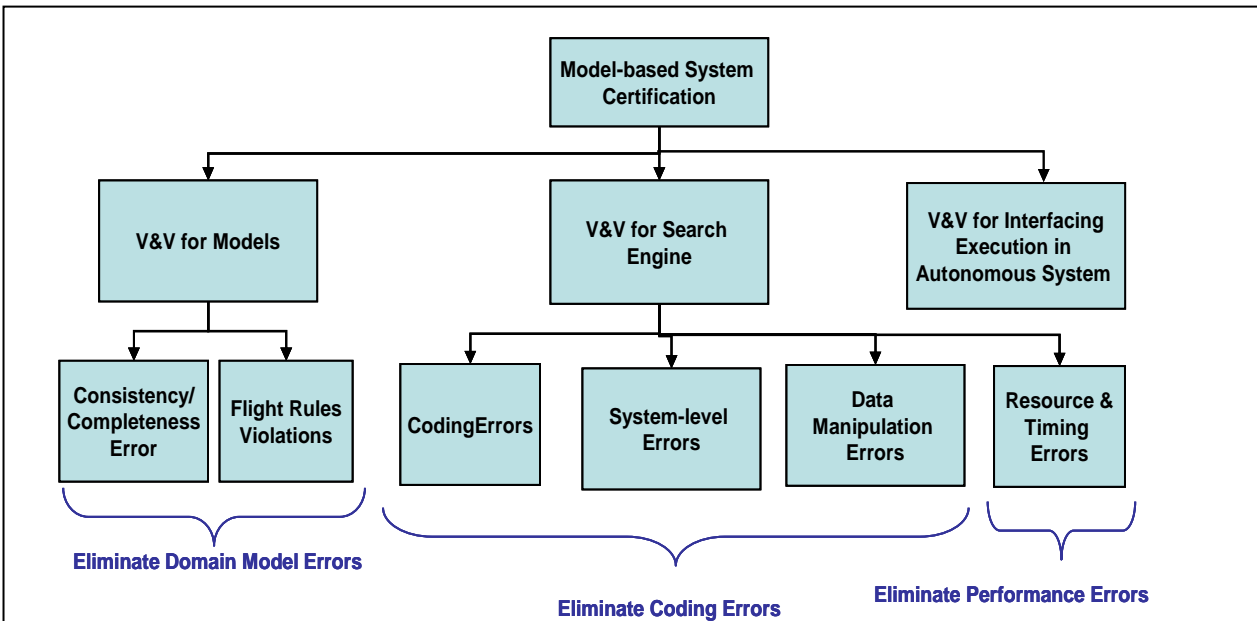 Model-based System
Certification
V&V for Models
V&V for Search
Engine
V&V for Interfacing
Execution in
Autonomous System
Consistency/
Completeness
Error
Flight Rules
Violations
CodingErrors
System-level
Errors
Data
Manipulation
Errors
Resource &
Timing
Errors
Eliminate Domain Model Errors
Eliminate Coding Errors
Eliminate Performance Errors